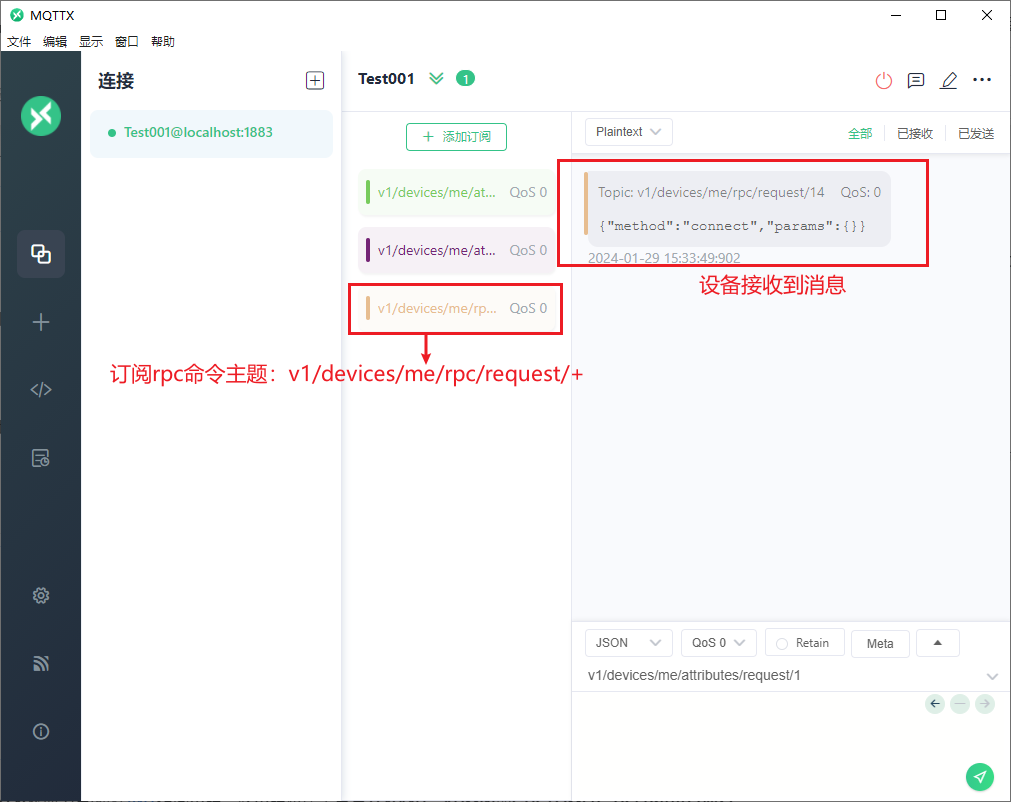 MQTTX
文件 编辑 显示 窗口 帮助
连接
Test001@localhost:1883
Test001 1
添加订阅
v1/devices/me/at... QoS 0
v1/devices/me/at... QoS 0
v1/devices/me/rp... QoS 0
订阅rpc命令主题：v1/devices/me/rpc/request/+
Plaintext 全部 已接收 已发送
Topic: v1/devices/me/rpc/request/14 QoS: 0
{"method":"connect","params":{}}
2024-01-29 15:33:49:902
设备接收到消息
JSON QoS 0 Retain Meta
v1/devices/me/attributes/request/1